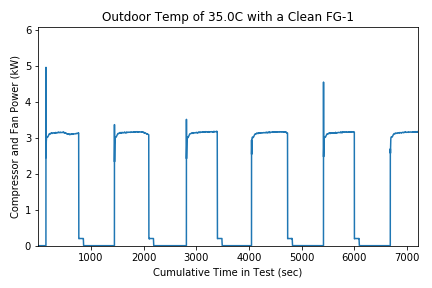 Outdoor Temp of 35.0C with a Clean FG-1
Compressor and Fan Power (kW)
6
5
4
3
2
1
0
1000 2000 3000 4000 5000 6000 7000
Cumulative Time in Test (sec)